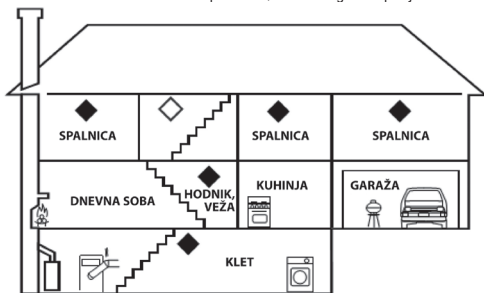 SPALNICA
SPALNICA
SPALNICA
DNEVNA SOBA
HODNIK,
VEŽA
KUHINJA
GARAŽA
KLET